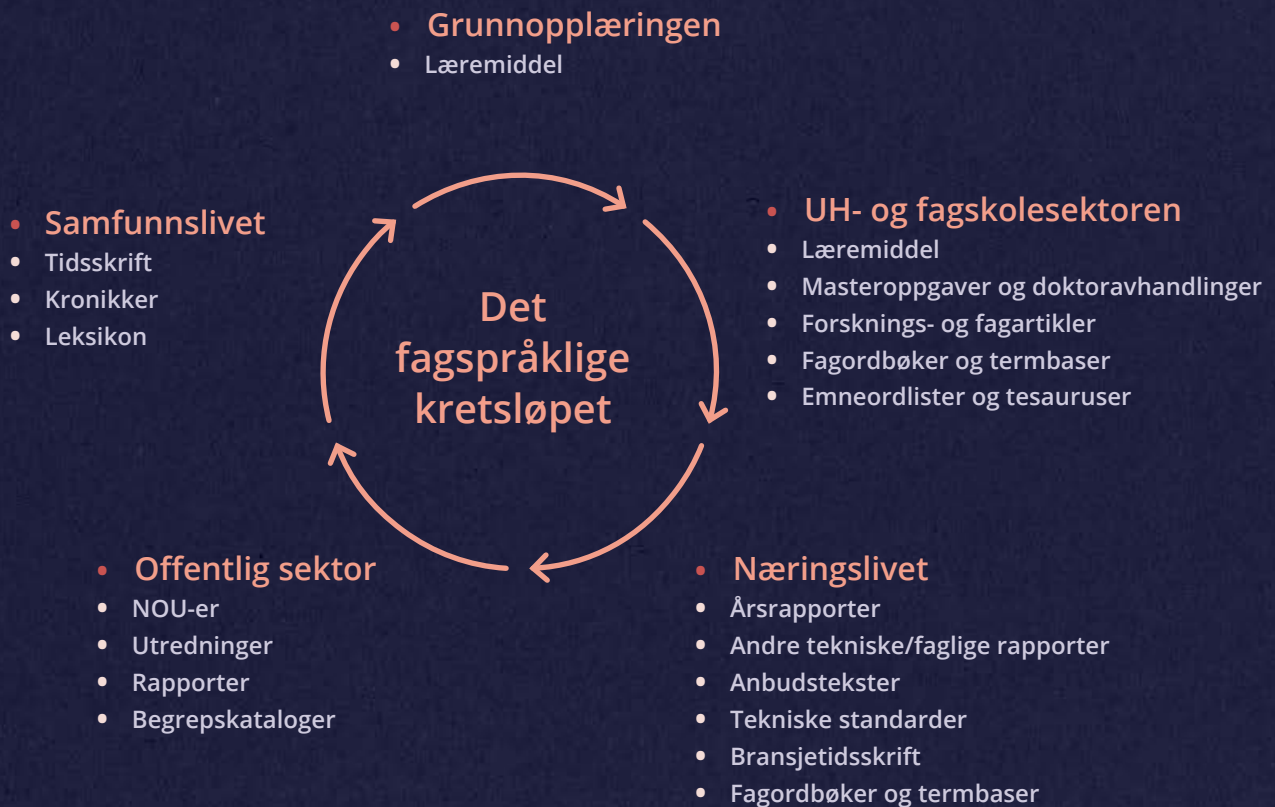 Grunnopplæringen
Læremiddel
Samfunnslivet
Tidsskrift
Kronikker
Leksikon
Det
fagspråklige
kretsløpet
UH- og fagskolesektoren
Læremiddel
Masteroppgaver og doktoravhandlinger
Forsknings- og fagartikler
Fagordbøker og termbaser
Emneordlister og tesauruser
Offentlig sektor
NOU-er
Utredninger
Rapporter
Begrepskataloger
Næringslivet
Årsrapporter
Andre tekniske/faglige rapporter
Anbudstekster
Tekniske standarder
Bransjetidsskrift
Fagordbøker og termbaser